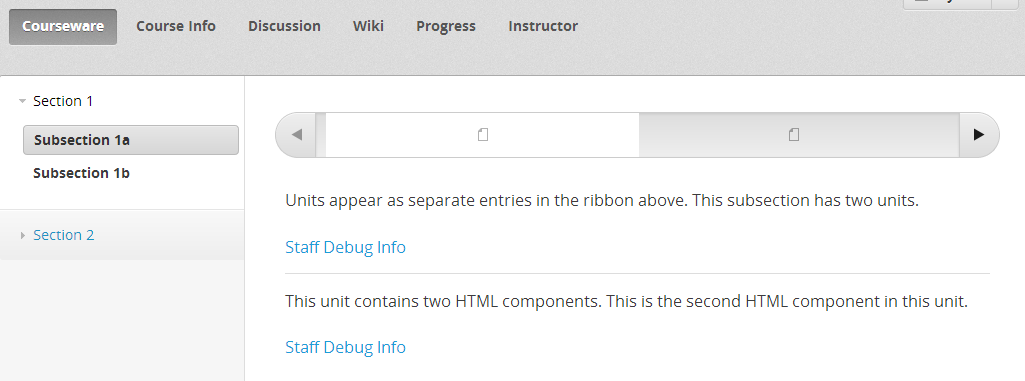 Courseware Course Info Discussion Wiki Progress Instructor
Section 1
Subsection 1a
Subsection 1b
Section 2
Units appear as separate entries in the ribbon above. This subsection has two units.
Staff Debug Info
This unit contains two HTML components. This is the second HTML component in this unit.
Staff Debug Info